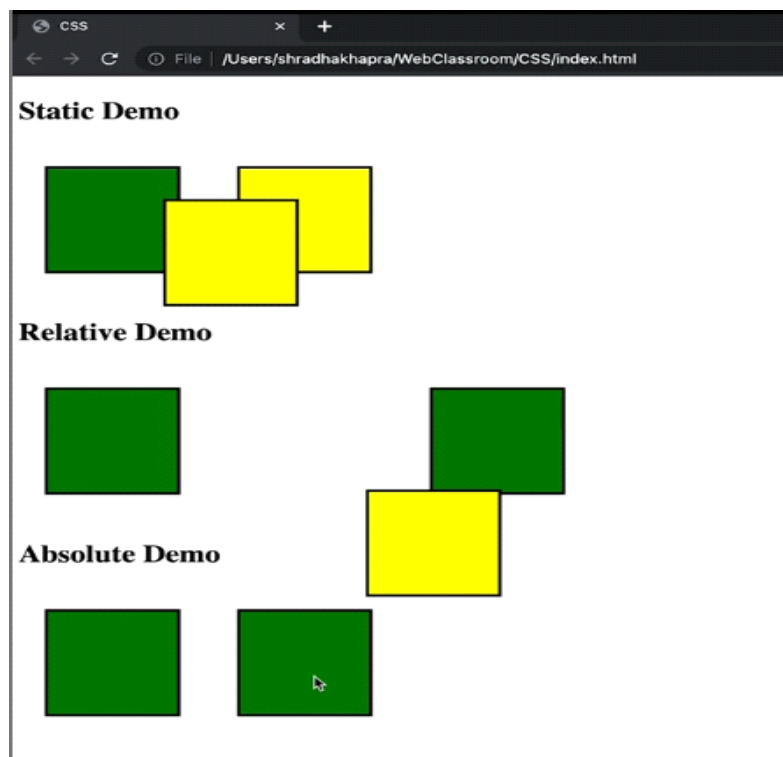 CSS
File | /Users/shradhakhapra/WebClassroom/CSS/index.html
Static Demo
Relative Demo
Absolute Demo